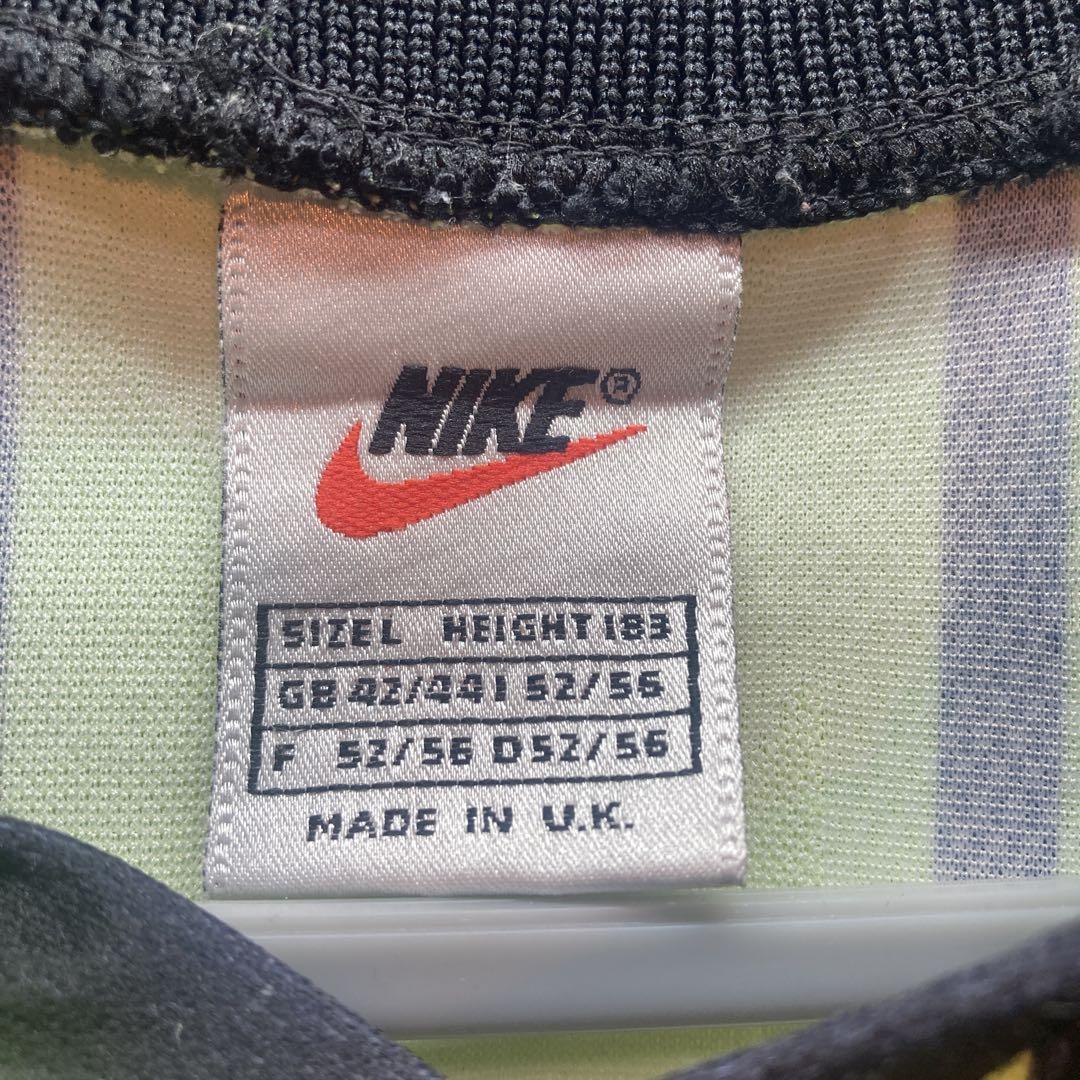 NIKE®
SIZE L HEIGHT 183
GB 42/44 I 52/56
F 52/56 D 52/56
MADE IN U.K.